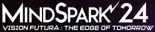 MINDSPARK'24
VISION FUTURA : THE EDGE OF TOMORROW